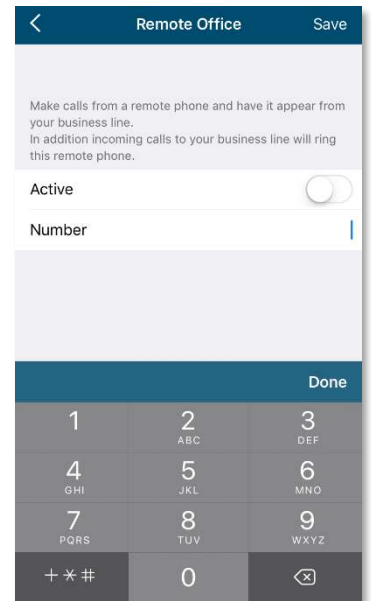 Remote Office Save
Make calls from a remote phone and have it appear from
your business line.
In addition incoming calls to your business line will ring
this remote phone.
Active
Number
Done
1 2 3
ABC DEF
4 5 6
GHI JKL MNO
7 8 9
PQRS TUV WXYZ
+*# 0